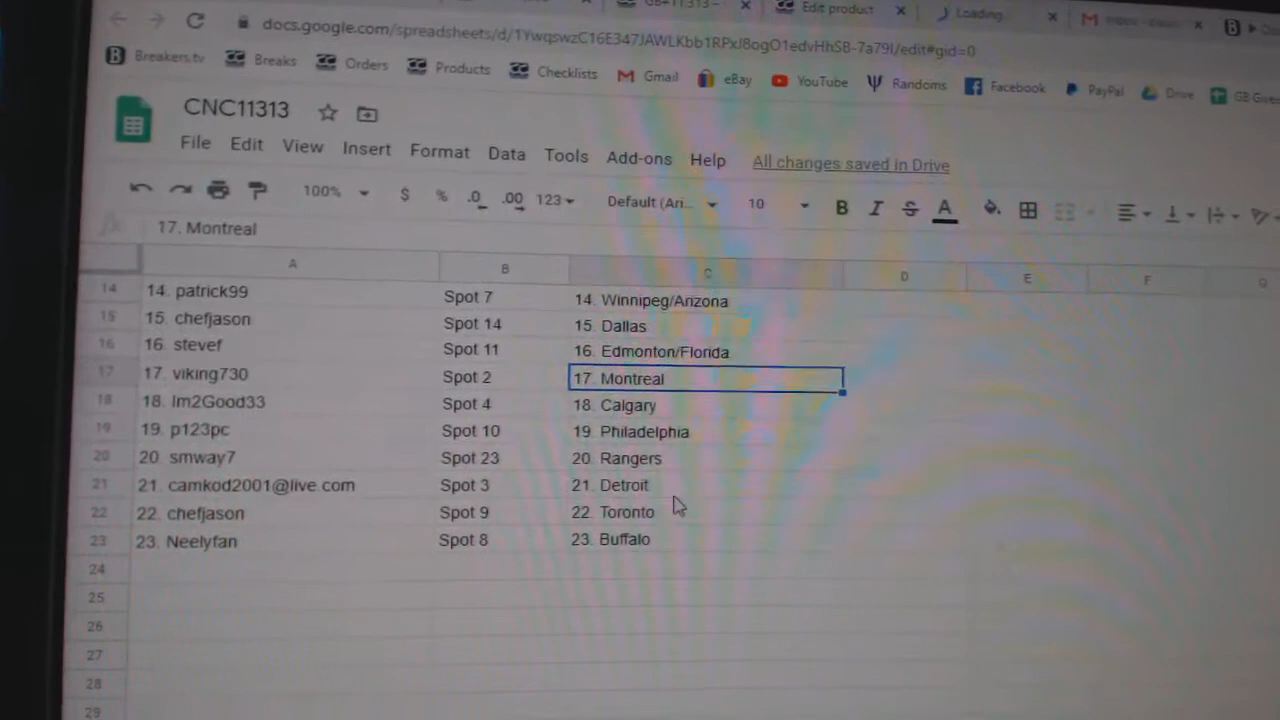 Edit product
Loading
docs.google.com/spreadsheets/d/1YwqswzC16E347JAWLKbb1RPxJ8ogO1edvHhSB-7a79I/edit#gid=0
Breakers.tv Breaks Orders Products Checklists Gmail eBay YouTube Randoms Facebook PayPal Drive
CNC11313
File Edit View Insert Format Data Tools Add-ons Help All changes saved in Drive
100% $ % .0 .00 123 Default (Ari... 10 B I S A
fx 17. Montreal
A B C D E F G
14 14. patrick99 Spot 7 14. Winnipeg/Arizona
15 15. chefjason Spot 14 15. Dallas
16 16. stevef Spot 11 16. Edmonton/Florida
17 17. viking730 Spot 2 17. Montreal
18 18. Im2Good33 Spot 4 18. Calgary
19 19. p123pc Spot 10 19. Philadelphia
20 20. smway7 Spot 23 20. Rangers
21 21. camkod2001@live.com Spot 3 21. Detroit
22 22. chefjason Spot 9 22. Toronto
23 23. Neelyfan Spot 8 23. Buffalo
24
25
26
27
28
29